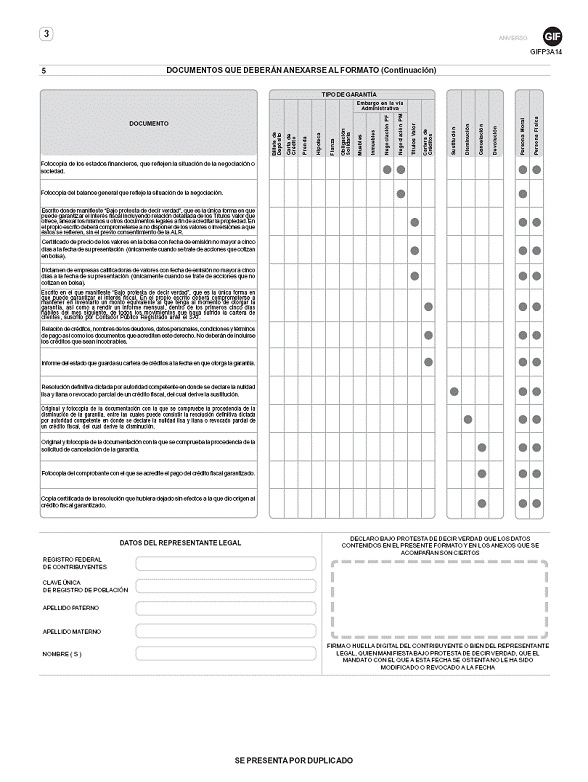 3
ANVERSO
GIF
GIFP3A14
5 DOCUMENTOS QUE DEBERÁN ANEXARSE AL FORMATO (Continuación)
DOCUMENTO
TIPO DE GARANTÍA
Embargo en la vía
Administrativa
Billete de
Depósito
Carta de
Crédito
Prenda
Hipoteca
Fianza
Obligación
Solidaria
Muebles
Inmuebles
Negociación PF
Negociación PM
Títulos Valor
Cartera de
Créditos
Sustitución
Disminución
Cancelación
Devolución
Persona Moral
Persona Física
Fotocopia de los estados financieros, que reflejen la situación de la negociación o
sociedad.
Fotocopia del balance general que refleje la situación de la negociación.
Escrito donde manifieste "Bajo protesta de decir verdad", que es la única forma en que
puede garantizar el interés fiscal incluyendo relación detallada de los Títulos Valor que
ofrece, anexar los mismos u otros documentos legales a fin de acreditar la propiedad. En
el propio escrito deberá comprometerse a no disponer de los valores o inversiones a que
éstos se refieren, sin el previo consentimiento de la ALR.
Certificado de precio de los valores en la bolsa con fecha de emisión no mayor a cinco
días a la fecha de su presentación (únicamente cuando se trate de acciones que cotizan
en bolsa).
Dictamen de empresas calificadoras de valores con fecha de emisión no mayor a cinco
días a la fecha de su presentación (únicamente cuando se trate de acciones que no
cotizan en bolsa).
Escrito en el que manifieste "Bajo protesta de decir verdad", que es la única forma en
que puede garantizar el interés fiscal. En el propio escrito deberá comprometerse a
mantener en inventario un monto equivalente al que tenga al momento de otorgar la
garantía, así como a rendir un informe mensual, dentro de los primeros cinco días
hábiles del mes siguiente, de todos los movimientos que haya sufrido la cartera de
clientes, suscrito por Contador Público Registrado ante el SAT.
Relación de créditos, nombres de los deudores, datos personales, condiciones y términos
de pago así como los documentos que acrediten este derecho. No deberán de incluirse
los créditos que sean incobrables.
Informe del estado que guarda su cartera de créditos a la fecha en que otorga la garantía.
Resolución definitiva dictada por autoridad competente en donde se declare la nulidad
lisa y llana o revocado parcial de un crédito fiscal, del cual derive la sustitución.
Original y fotocopia de la documentación con la que se compruebe la procedencia de la
disminución de la garantía, entre las cuales puede consistir la resolución definitiva dictada
por autoridad competente en donde se declare la nulidad lisa y llana o revocado parcial de
un crédito fiscal, del cual derive la disminución.
Original y fotocopia de la documentación con la que se comprueba la procedencia de la
solicitud de cancelación de la garantía.
Fotocopia del comprobante con el que se acredite el pago del crédito fiscal garantizado.
Copia certificada de la resolución que hubiera dejado sin efectos a la que dio origen al
crédito fiscal garantizado.
DATOS DEL REPRESENTANTE LEGAL
REGISTRO FEDERAL
DE CONTRIBUYENTES
CLAVE ÚNICA
DE REGISTRO DE POBLACIÓN
APELLIDO PATERNO
APELLIDO MATERNO
NOMBRE ( S )
DECLARO BAJO PROTESTA DE DECIR VERDAD QUE LOS DATOS
CONTENIDOS EN EL PRESENTE FORMATO Y EN LOS ANEXOS QUE SE
ACOMPAÑAN SON CIERTOS
FIRMA O HUELLA DIGITAL DEL CONTRIBUYENTE O BIEN DEL REPRESENTANTE
LEGAL, QUIEN MANIFIESTA BAJO PROTESTA DE DECIR VERDAD, QUE EL
MANDATO CON EL QUE A ESTA FECHA SE OSTENTA NO LE HA SIDO
MODIFICADO O REVOCADO A LA FECHA
SE PRESENTA POR DUPLICADO